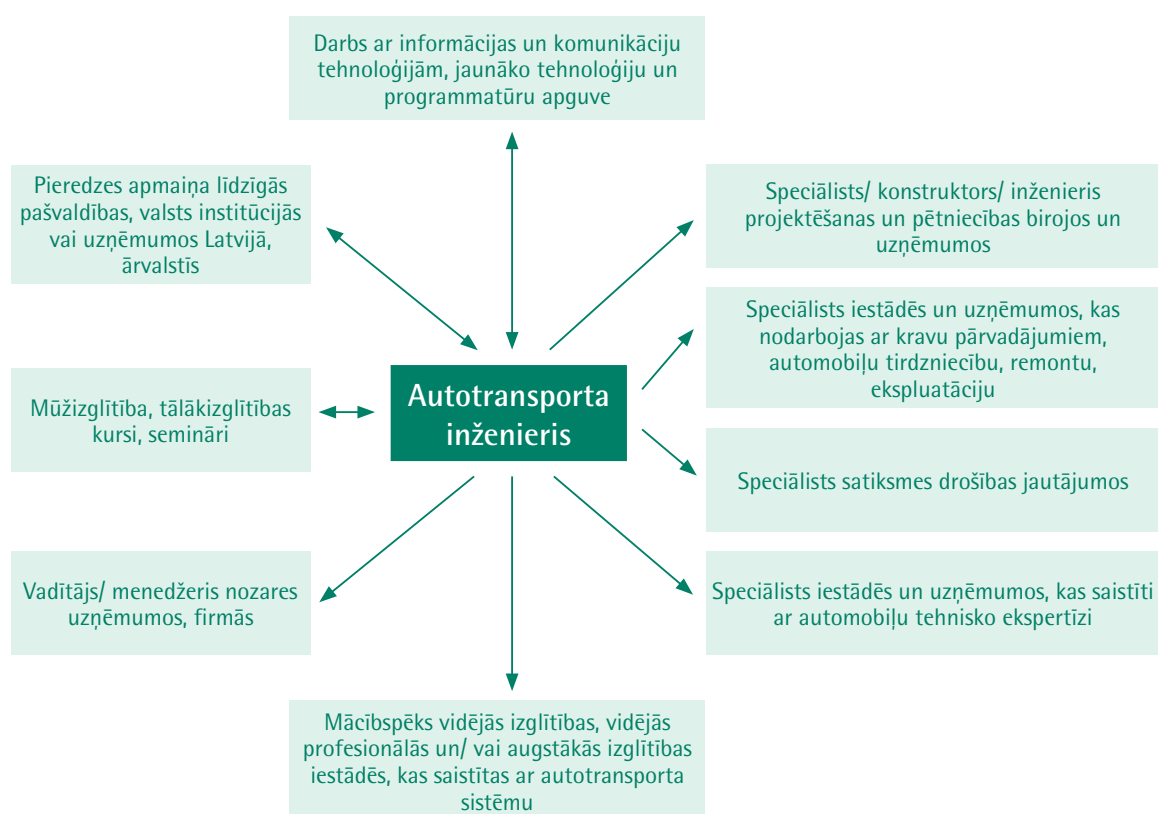 Darbs ar informācijas un komunikāciju
tehnoloģijām, jaunāko tehnoloģiju un
programmatūru apguve
Pieredzes apmaiņa līdzīgās
pašvaldības, valsts institūcijās
vai uzņēmumos Latvijā,
ārvalstīs
Speciālists/ konstruktors/ inženieris
projektēšanas un pētniecības birojos un
uzņēmumos
Speciālists iestādēs un uzņēmumos, kas
nodarbojas ar kravu pārvadājumiem,
automobiļu tirdzniecību, remontu,
ekspluatāciju
Mūžizglītība, tālākizglītības
kursi, semināri
Autotransporta
inženieris
Speciālists satiksmes drošības jautājumos
Vadītājs/ menedžeris nozares
uzņēmumos, firmās
Speciālists iestādēs un uzņēmumos, kas saistīti
ar automobiļu tehnisko ekspertīzi
Mācībspēks vidējās izglītības, vidējās
profesionālās un/ vai augstākās izglītības
iestādēs, kas saistītas ar autotransporta
sistēmu